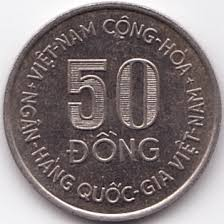 VIỆT-NAM CỘNG-HÒA
50
ĐỒNG
NGÂN-HÀNG QUỐC-GIA VIỆT-NAM